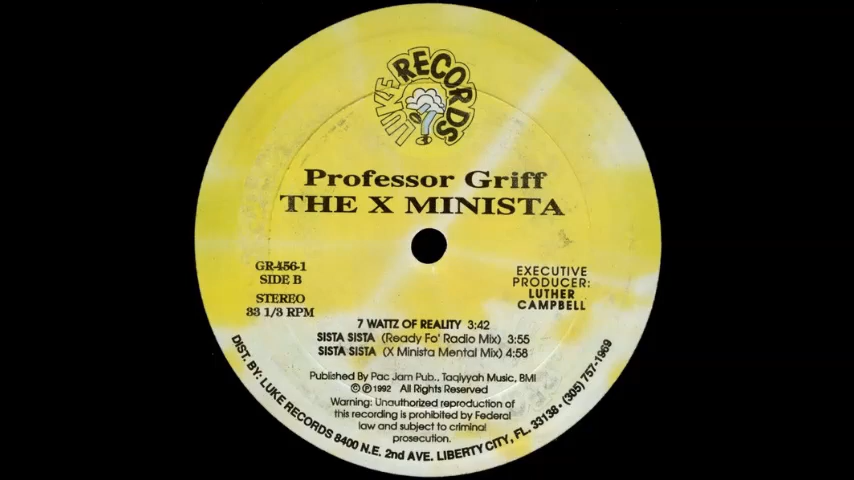 LUKE RECORDS
Professor Griff
THE X MINISTA
GR-456-1
SIDE B
STEREO
33 1/3 RPM
EXECUTIVE
PRODUCER:
LUTHER
CAMPBELL
7 WATTZ OF REALITY 3:42
SISTA SISTA (Ready Fo' Radio Mix) 3:55
SISTA SISTA (X Minista Mental Mix) 4:58
Published By Pac Jam Pub., Taqiyyah Music, BMI
© ℗ 1992 All Rights Reserved
Warning: Unauthorized reproduction of
this recording is prohibited by Federal
law and subject to criminal
prosecution.
DIST. BY: LUKE RECORDS 8400 N.E. 2nd AVE. LIBERTY CITY, FL. 33138 • (305) 757-1969